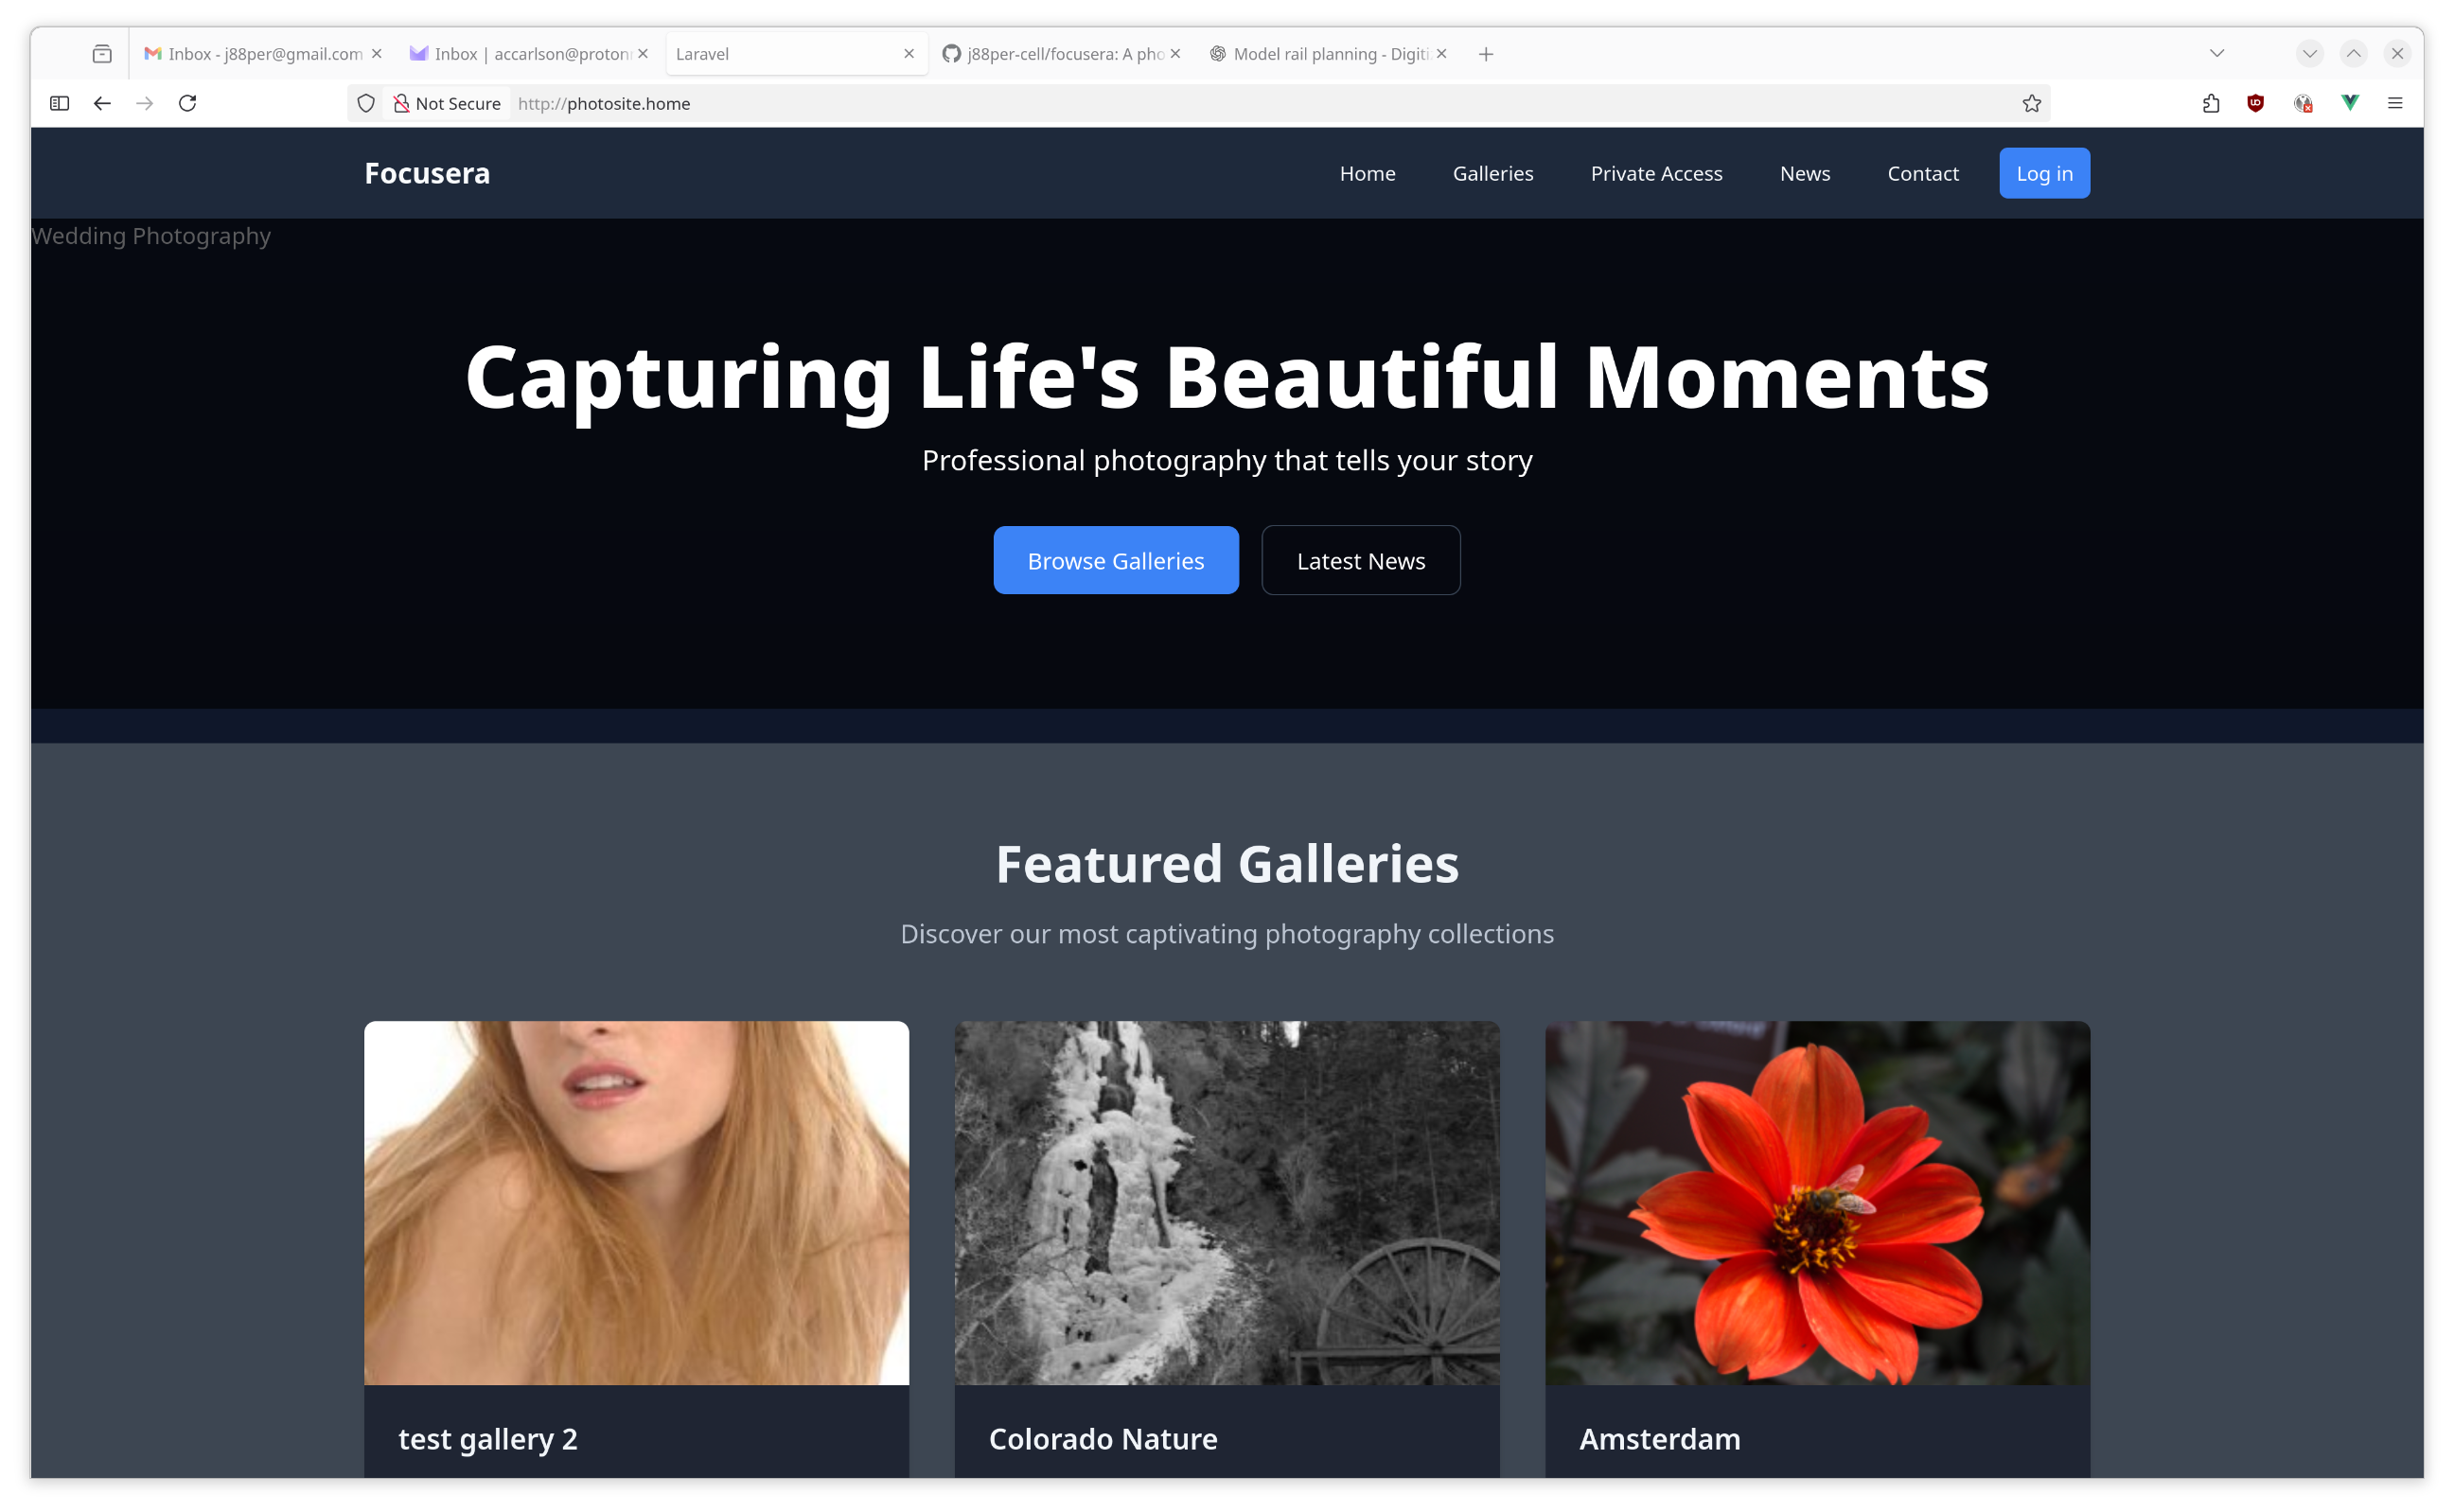 Inbox - j88per@gmail.com
Inbox | accarlson@proton
Laravel
j88per-cell/focusera: A pho
Model rail planning - Digit
Not Secure
http://photosite.home
Focusera
Home
Galleries
Private Access
News
Contact
Log in
Wedding Photography
Capturing Life's Beautiful Moments
Professional photography that tells your story
Browse Galleries
Latest News
Featured Galleries
Discover our most captivating photography collections
test gallery 2
Colorado Nature
Amsterdam